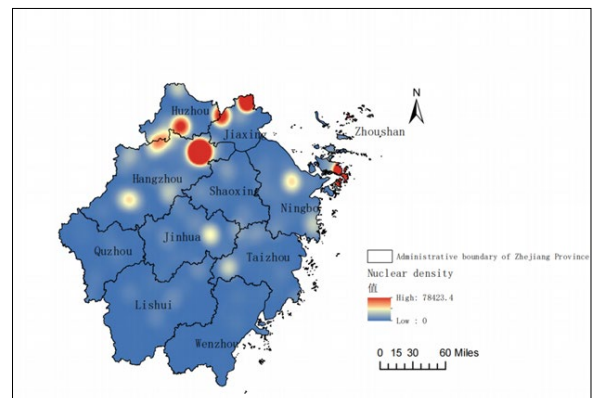 N
Huzhou
Jiaxing
Zhoushan
Hangzhou
Shaoxing
Ningbo
Jinhua
Quzhou
Taizhou
Lishui
Wenzhou
Administrative boundary of Zhejiang Province
Nuclear density
值
High: 78423.4
Low : 0
0 15 30 60 Miles